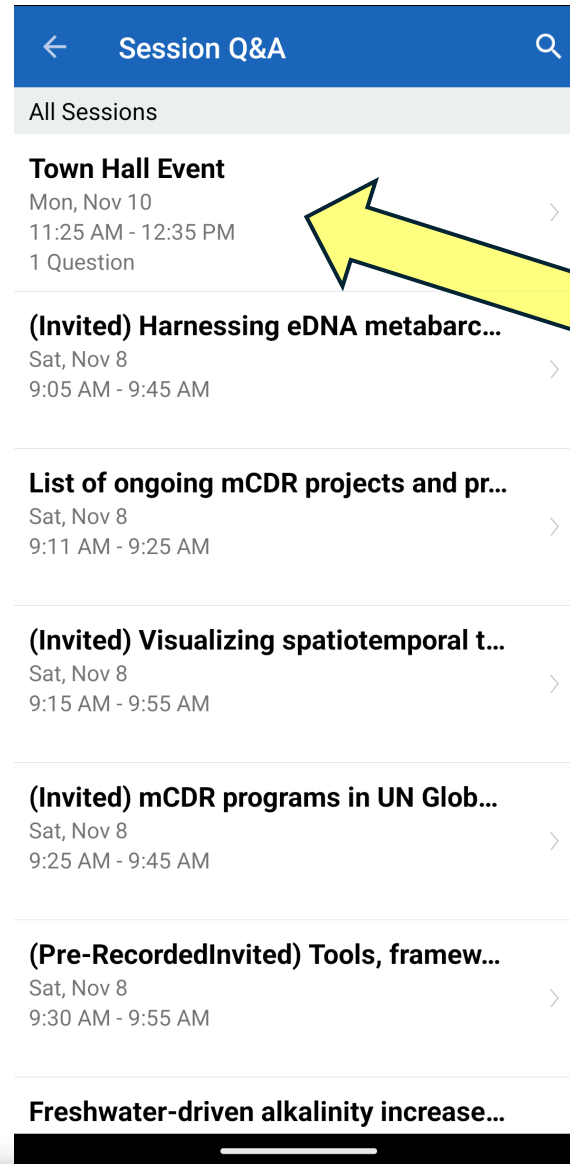 Session Q&A
All Sessions
Town Hall Event
Mon, Nov 10
11:25 AM - 12:35 PM
1 Question
(Invited) Harnessing eDNA metabarc...
Sat, Nov 8
9:05 AM - 9:45 AM
List of ongoing mCDR projects and pr...
Sat, Nov 8
9:11 AM - 9:25 AM
(Invited) Visualizing spatiotemporal t...
Sat, Nov 8
9:15 AM - 9:55 AM
(Invited) mCDR programs in UN Glob...
Sat, Nov 8
9:25 AM - 9:45 AM
(Pre-RecordedInvited) Tools, framew...
Sat, Nov 8
9:30 AM - 9:55 AM
Freshwater-driven alkalinity increase...